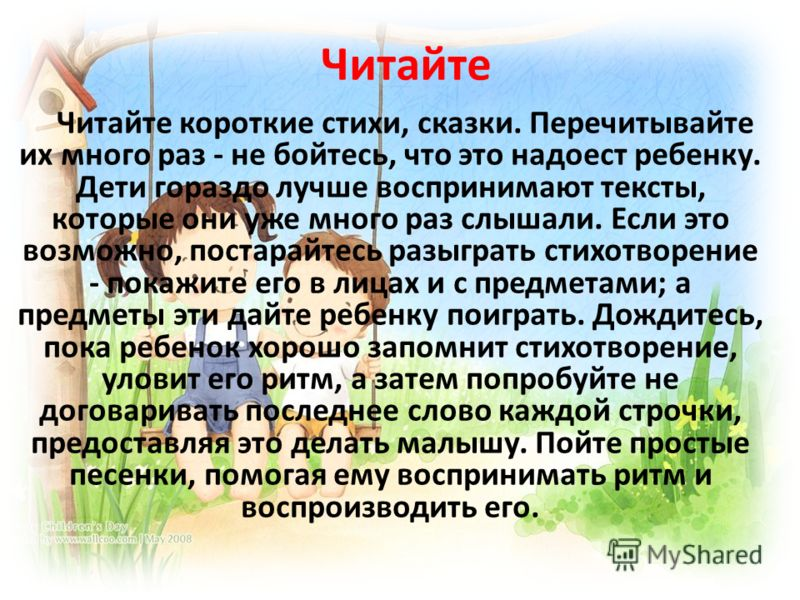 Читайте
Читайте короткие стихи, сказки. Перечитывайте
их много раз - не бойтесь, что это надоест ребенку.
Дети гораздо лучше воспринимают тексты,
которые они уже много раз слышали. Если это
возможно, постарайтесь разыграть стихотворение
- покажите его в лицах и с предметами; а
предметы эти дайте ребенку поиграть. Дождитесь,
пока ребенок хорошо запомнит стихотворение,
уловит его ритм, а затем попробуйте не
договаривать последнее слово каждой строчки,
предоставляя это делать малышу. Пойте простые
песенки, помогая ему воспринимать ритм и
воспроизводить его.
Children's Day
by www.wallcoo.com | May 2008
MyShared